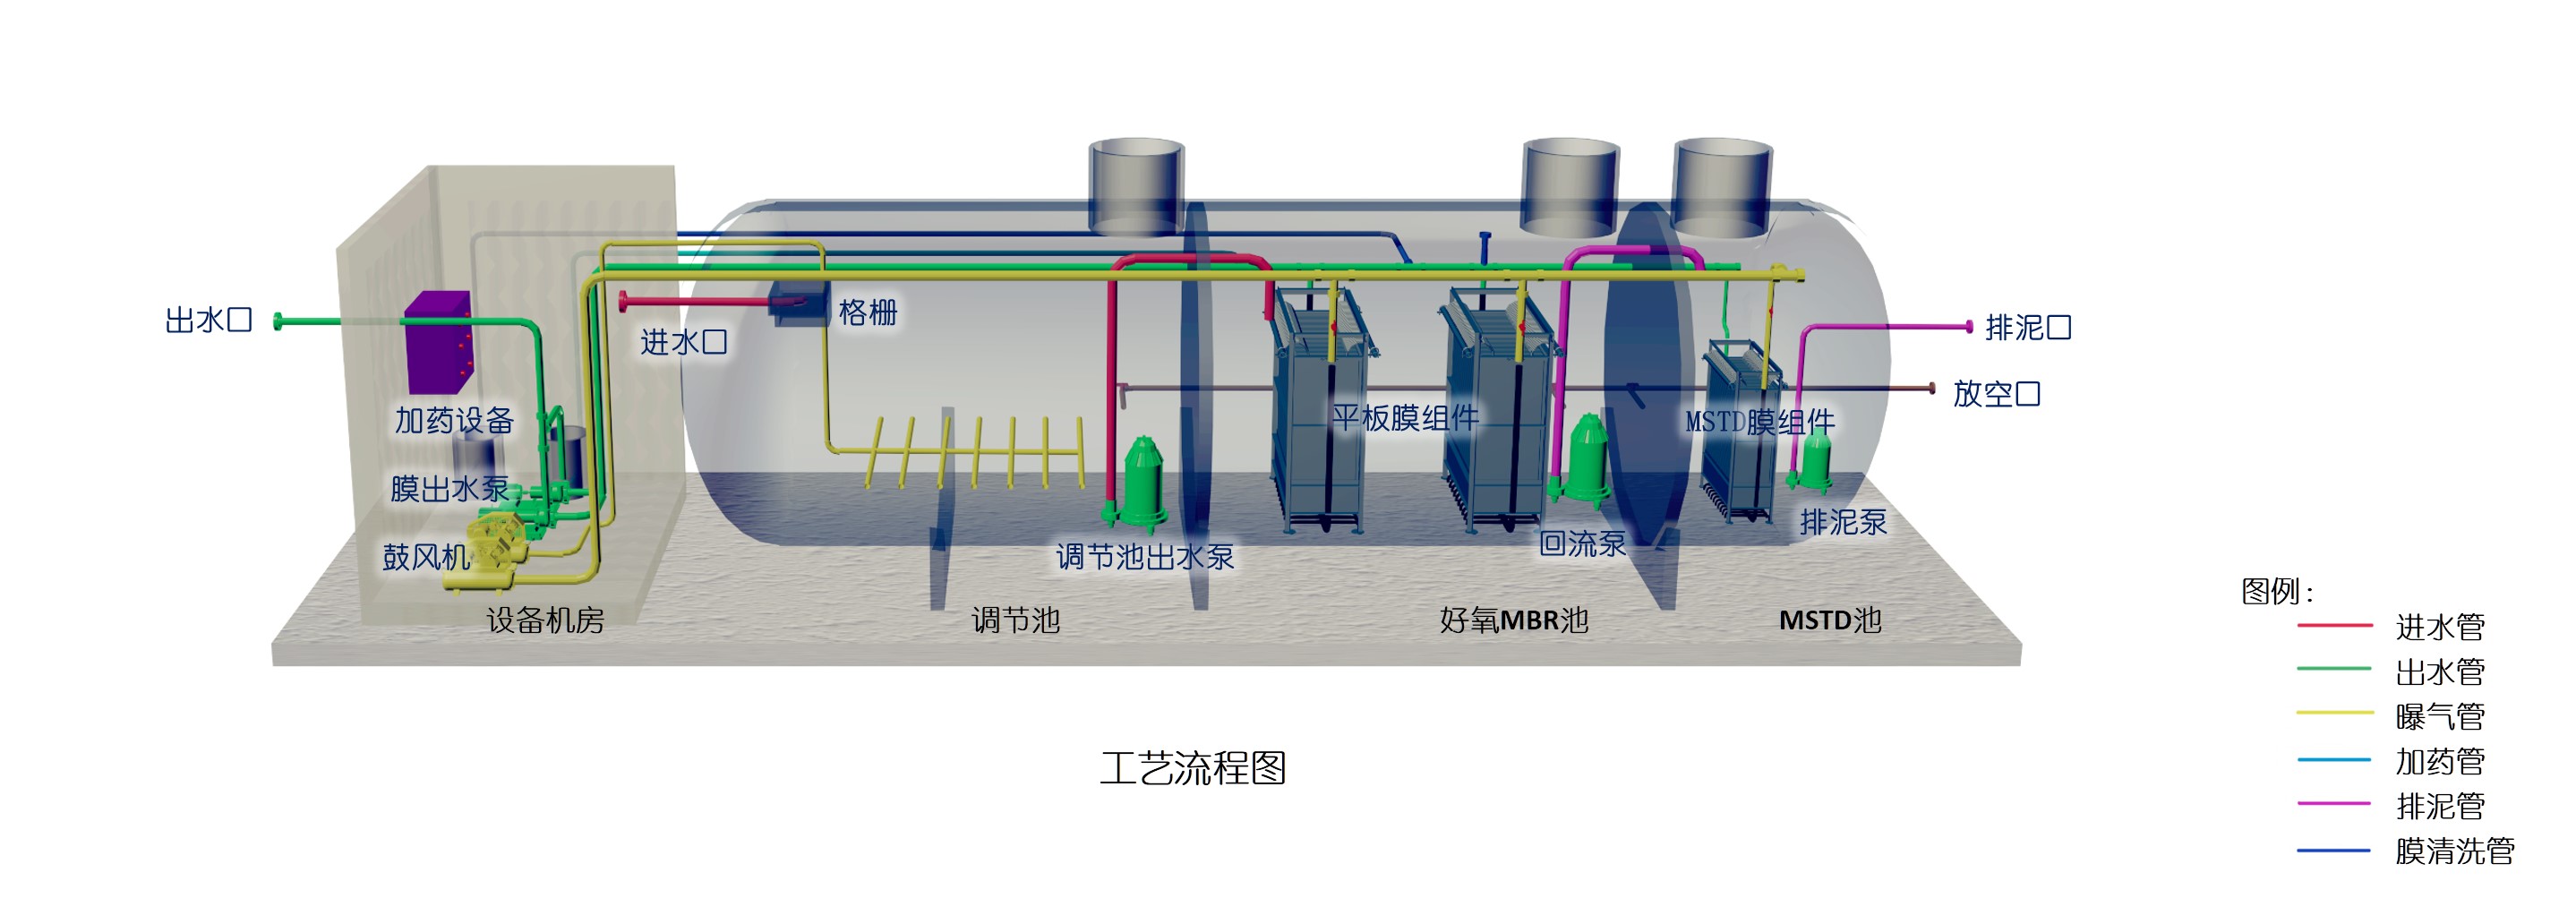 出水口
进水口
格栅
加药设备
膜出水泵
鼓风机
调节池出水泵
平板膜组件
回流泵
MSTD膜组件
排泥泵
排泥口
放空口
设备机房
调节池
好氧MBR池
MSTD池
工艺流程图
图例：
进水管
出水管
曝气管
加药管
排泥管
膜清洗管